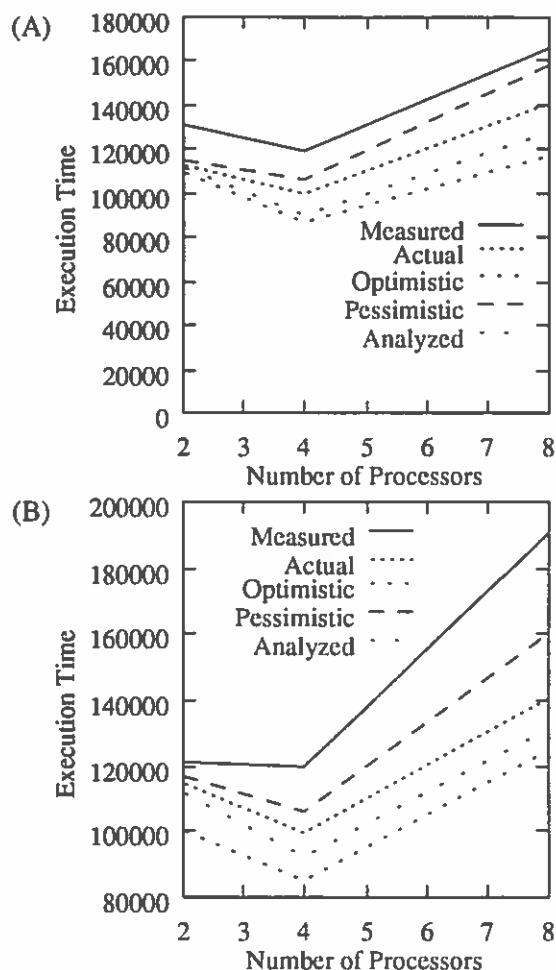 (A)
180000
160000
140000
120000
100000
80000
60000
40000
20000
0
Execution Time
Measured
Actual
Optimistic
Pessimistic
Analyzed
2 3 4 5 6 7 8
Number of Processors
(B)
200000
180000
160000
140000
120000
100000
80000
Execution Time
Measured
Actual
Optimistic
Pessimistic
Analyzed
2 3 4 5 6 7 8
Number of Processors